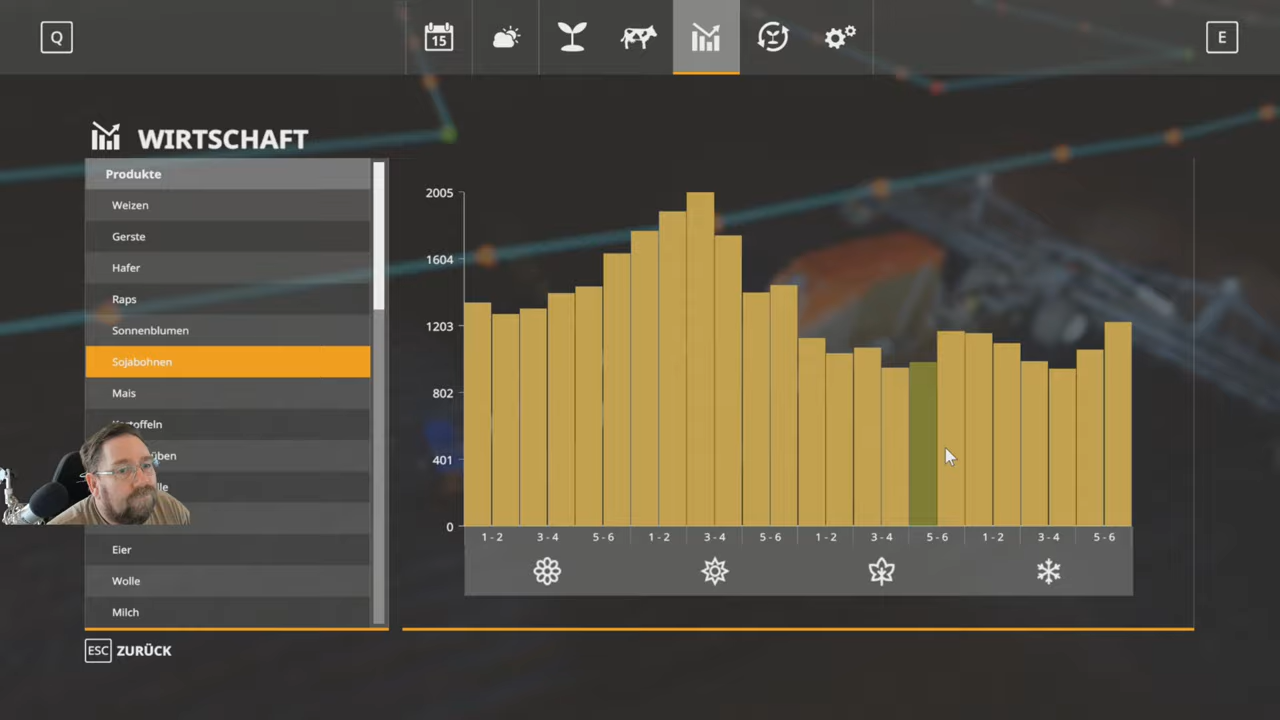 Q
15
E
WIRTSCHAFT
Produkte
Weizen
Gerste
Hafer
Raps
Sonnenblumen
Sojabohnen
Mais
Eier
Wolle
Milch
2005
1604
1203
802
401
0
1 - 2 3 - 4 5 - 6 1 - 2 3 - 4 5 - 6 1 - 2 3 - 4 5 - 6 1 - 2 3 - 4 5 - 6
ESC ZURÜCK